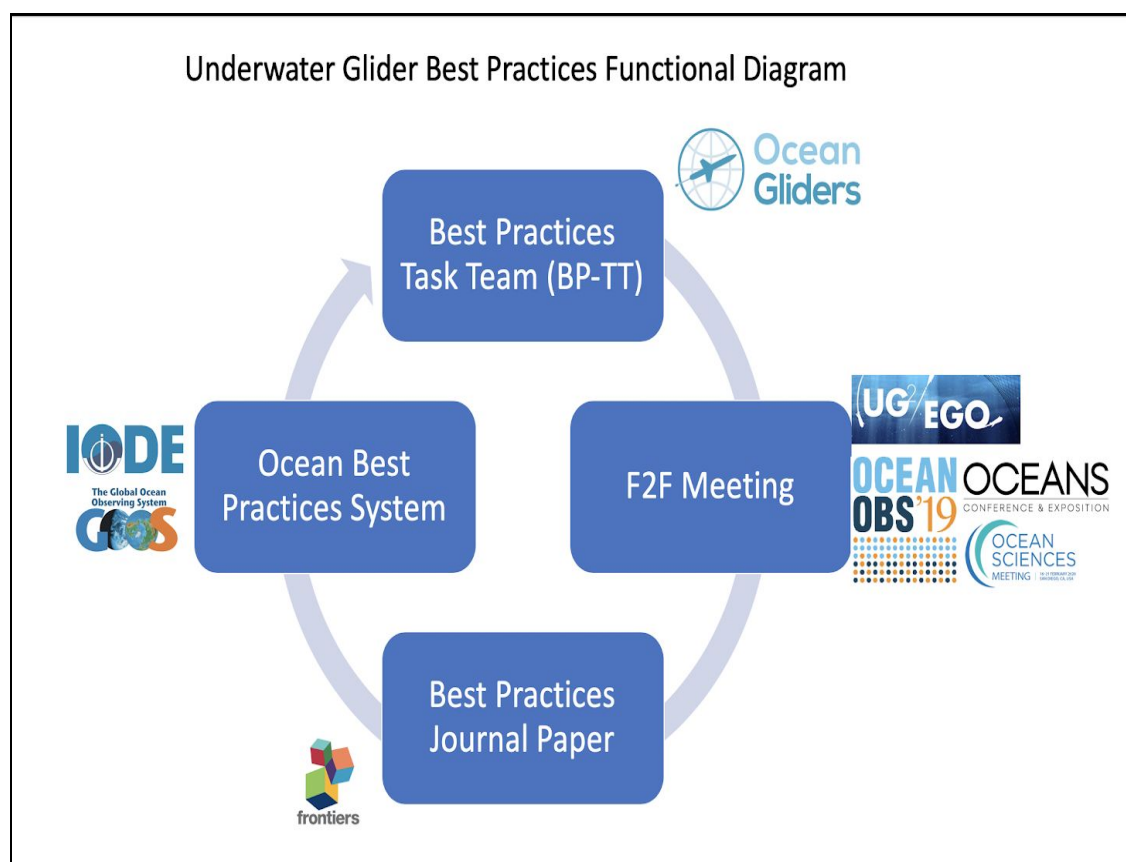 Underwater Glider Best Practices Functional Diagram
Ocean
Gliders
Best Practices
Task Team (BP-TT)
UG2/EGO
IODE
The Global Ocean
Observing System
GOOS
Ocean Best
Practices System
F2F Meeting
OCEAN
OBS'19
OCEANS
CONFERENCE & EXPOSITION
OCEAN
SCIENCES
MEETING
Best Practices
Journal Paper
frontiers